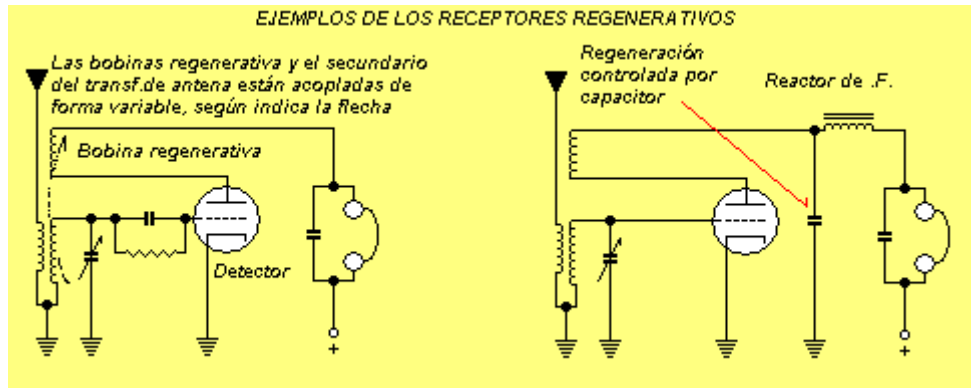 EJEMPLOS DE LOS RECEPTORES REGENERATIVOS
Las bobinas regenerativa y el secundario
del transf.de antena están acopladas de
forma variable, según indica la flecha
Bobina regenerativa
Detector
+
Regeneración
controlada por
capacitor
Reactor de .F.
+